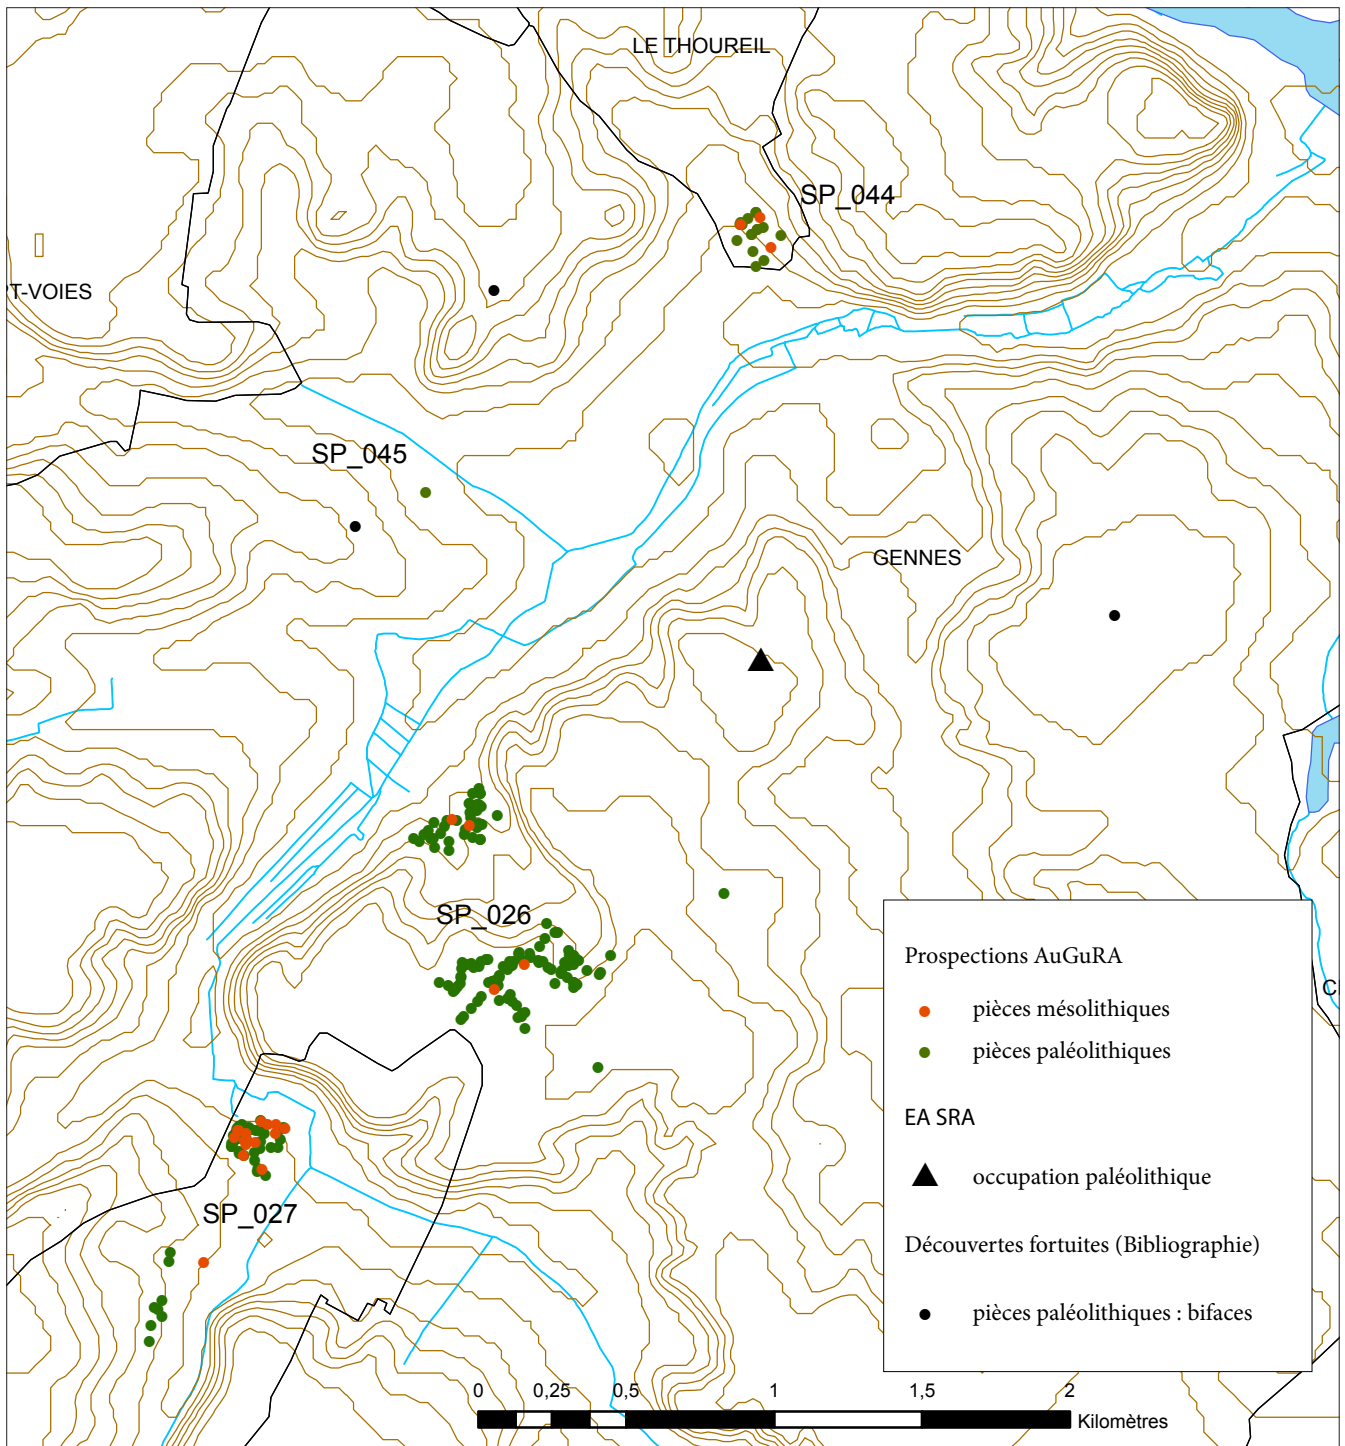 LE THOUREIL
SP_044
T-VOIES
SP_045
GENNES
SP_026
SP_027
C
Prospections AuGuRA
pièces mésolithiques
pièces paléolithiques
EA SRA
occupation paléolithique
Découvertes fortuites (Bibliographie)
pièces paléolithiques : bifaces
0 0,25 0,5 1 1,5 2
Kilomètres